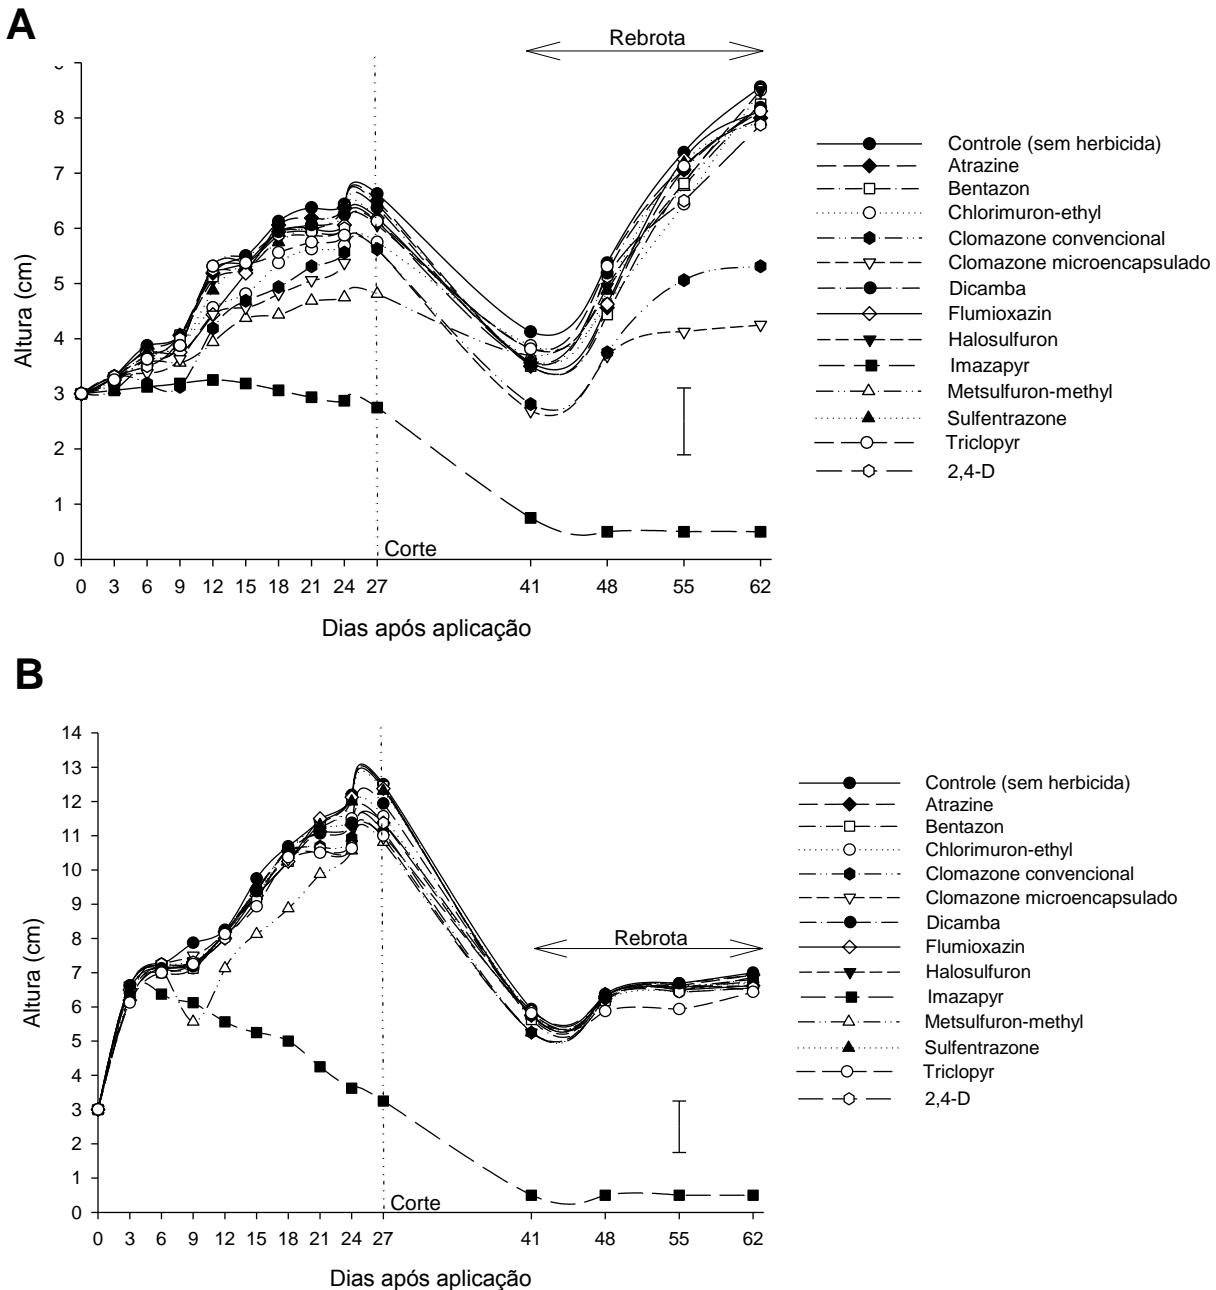 A
Rebrota
8
7
6
5
4
3
2
1
0
Altura (cm)
Corte
0 3 6 9 12 15 18 21 24 27 41 48 55 62
Dias após aplicação
Controle (sem herbicida)
Atrazine
Bentazon
Chlorimuron-ethyl
Clomazone convencional
Clomazone microencapsulado
Dicamba
Flumioxazin
Halosulfuron
Imazapyr
Metsulfuron-methyl
Sulfentrazone
Triclopyr
2,4-D
B
14
13
12
11
10
9
8
7
6
5
4
3
2
1
0
Altura (cm)
Rebrota
Corte
0 3 6 9 12 15 18 21 24 27 41 48 55 62
Dias após aplicação
Controle (sem herbicida)
Atrazine
Bentazon
Chlorimuron-ethyl
Clomazone convencional
Clomazone microencapsulado
Dicamba
Flumioxazin
Halosulfuron
Imazapyr
Metsulfuron-methyl
Sulfentrazone
Triclopyr
2,4-D